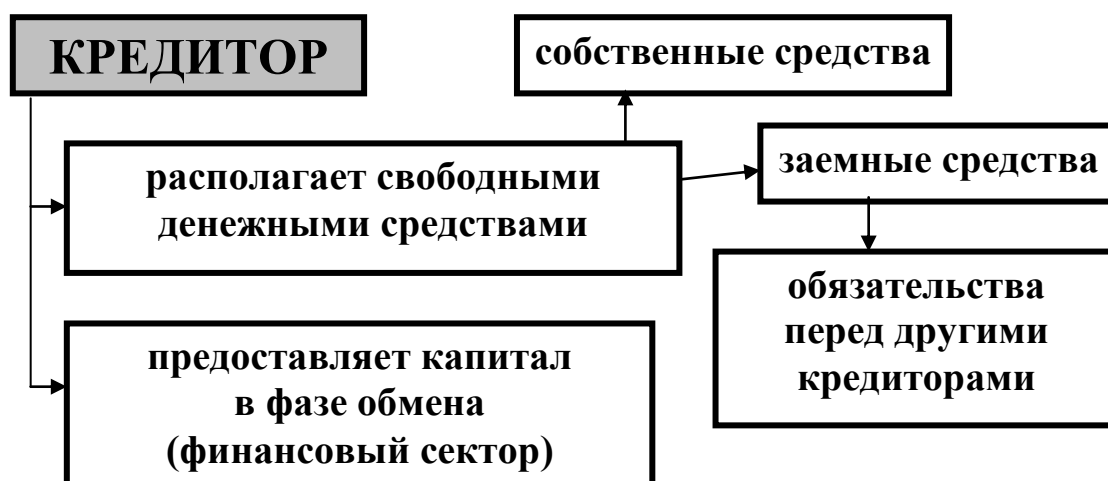 КРЕДИТОР
собственные средства
располагает свободными
денежными средствами
заемные средства
обязательства
перед другими
кредиторами
предоставляет капитал
в фазе обмена
(финансовый сектор)